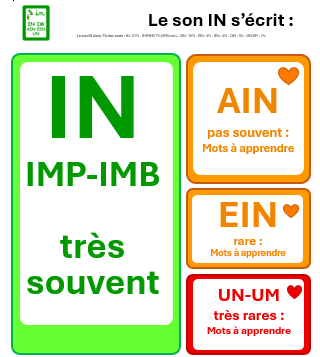 Le son IN s’écrit :
IN IM
AIN EIN
UN
IN
IMP-IMB
très
souvent
AIN
pas souvent :
Mots à apprendre
EIN
rare :
Mots à apprendre
UN-UM
très rares :
Mots à apprendre